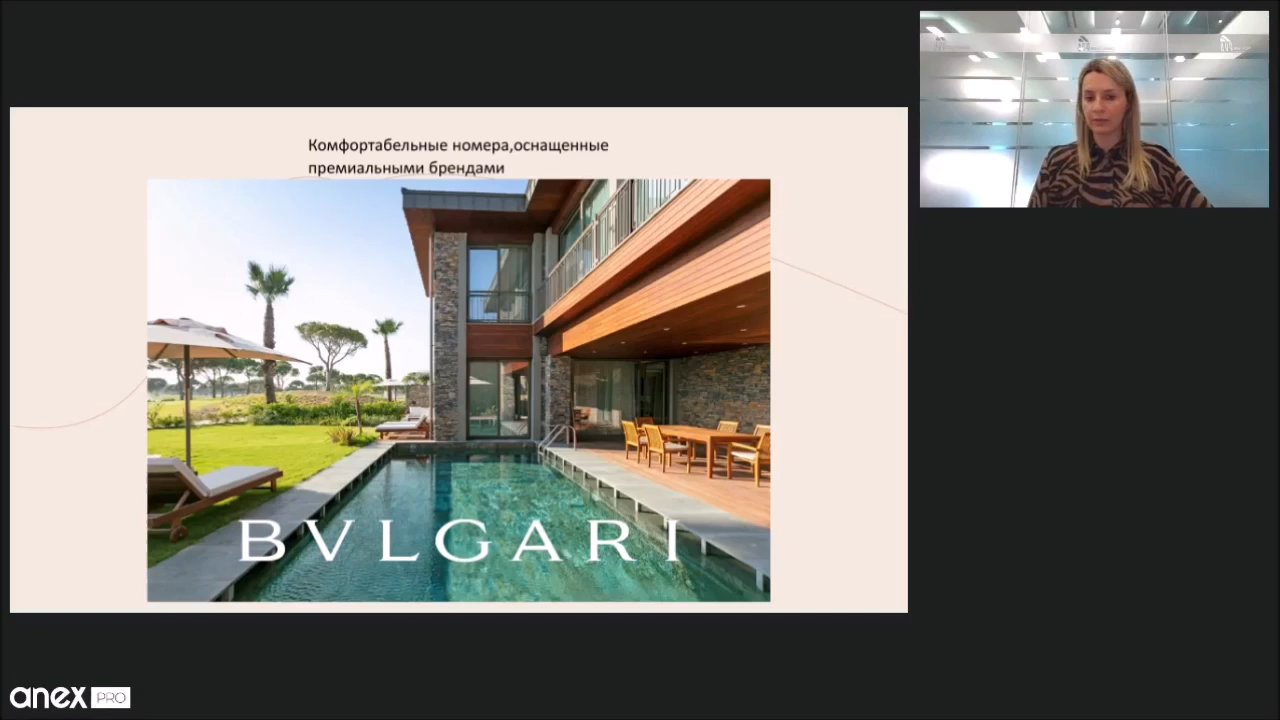 Комфортабельные номера,оснащенные
премиальными брендами
BVLGARI
anex PRO